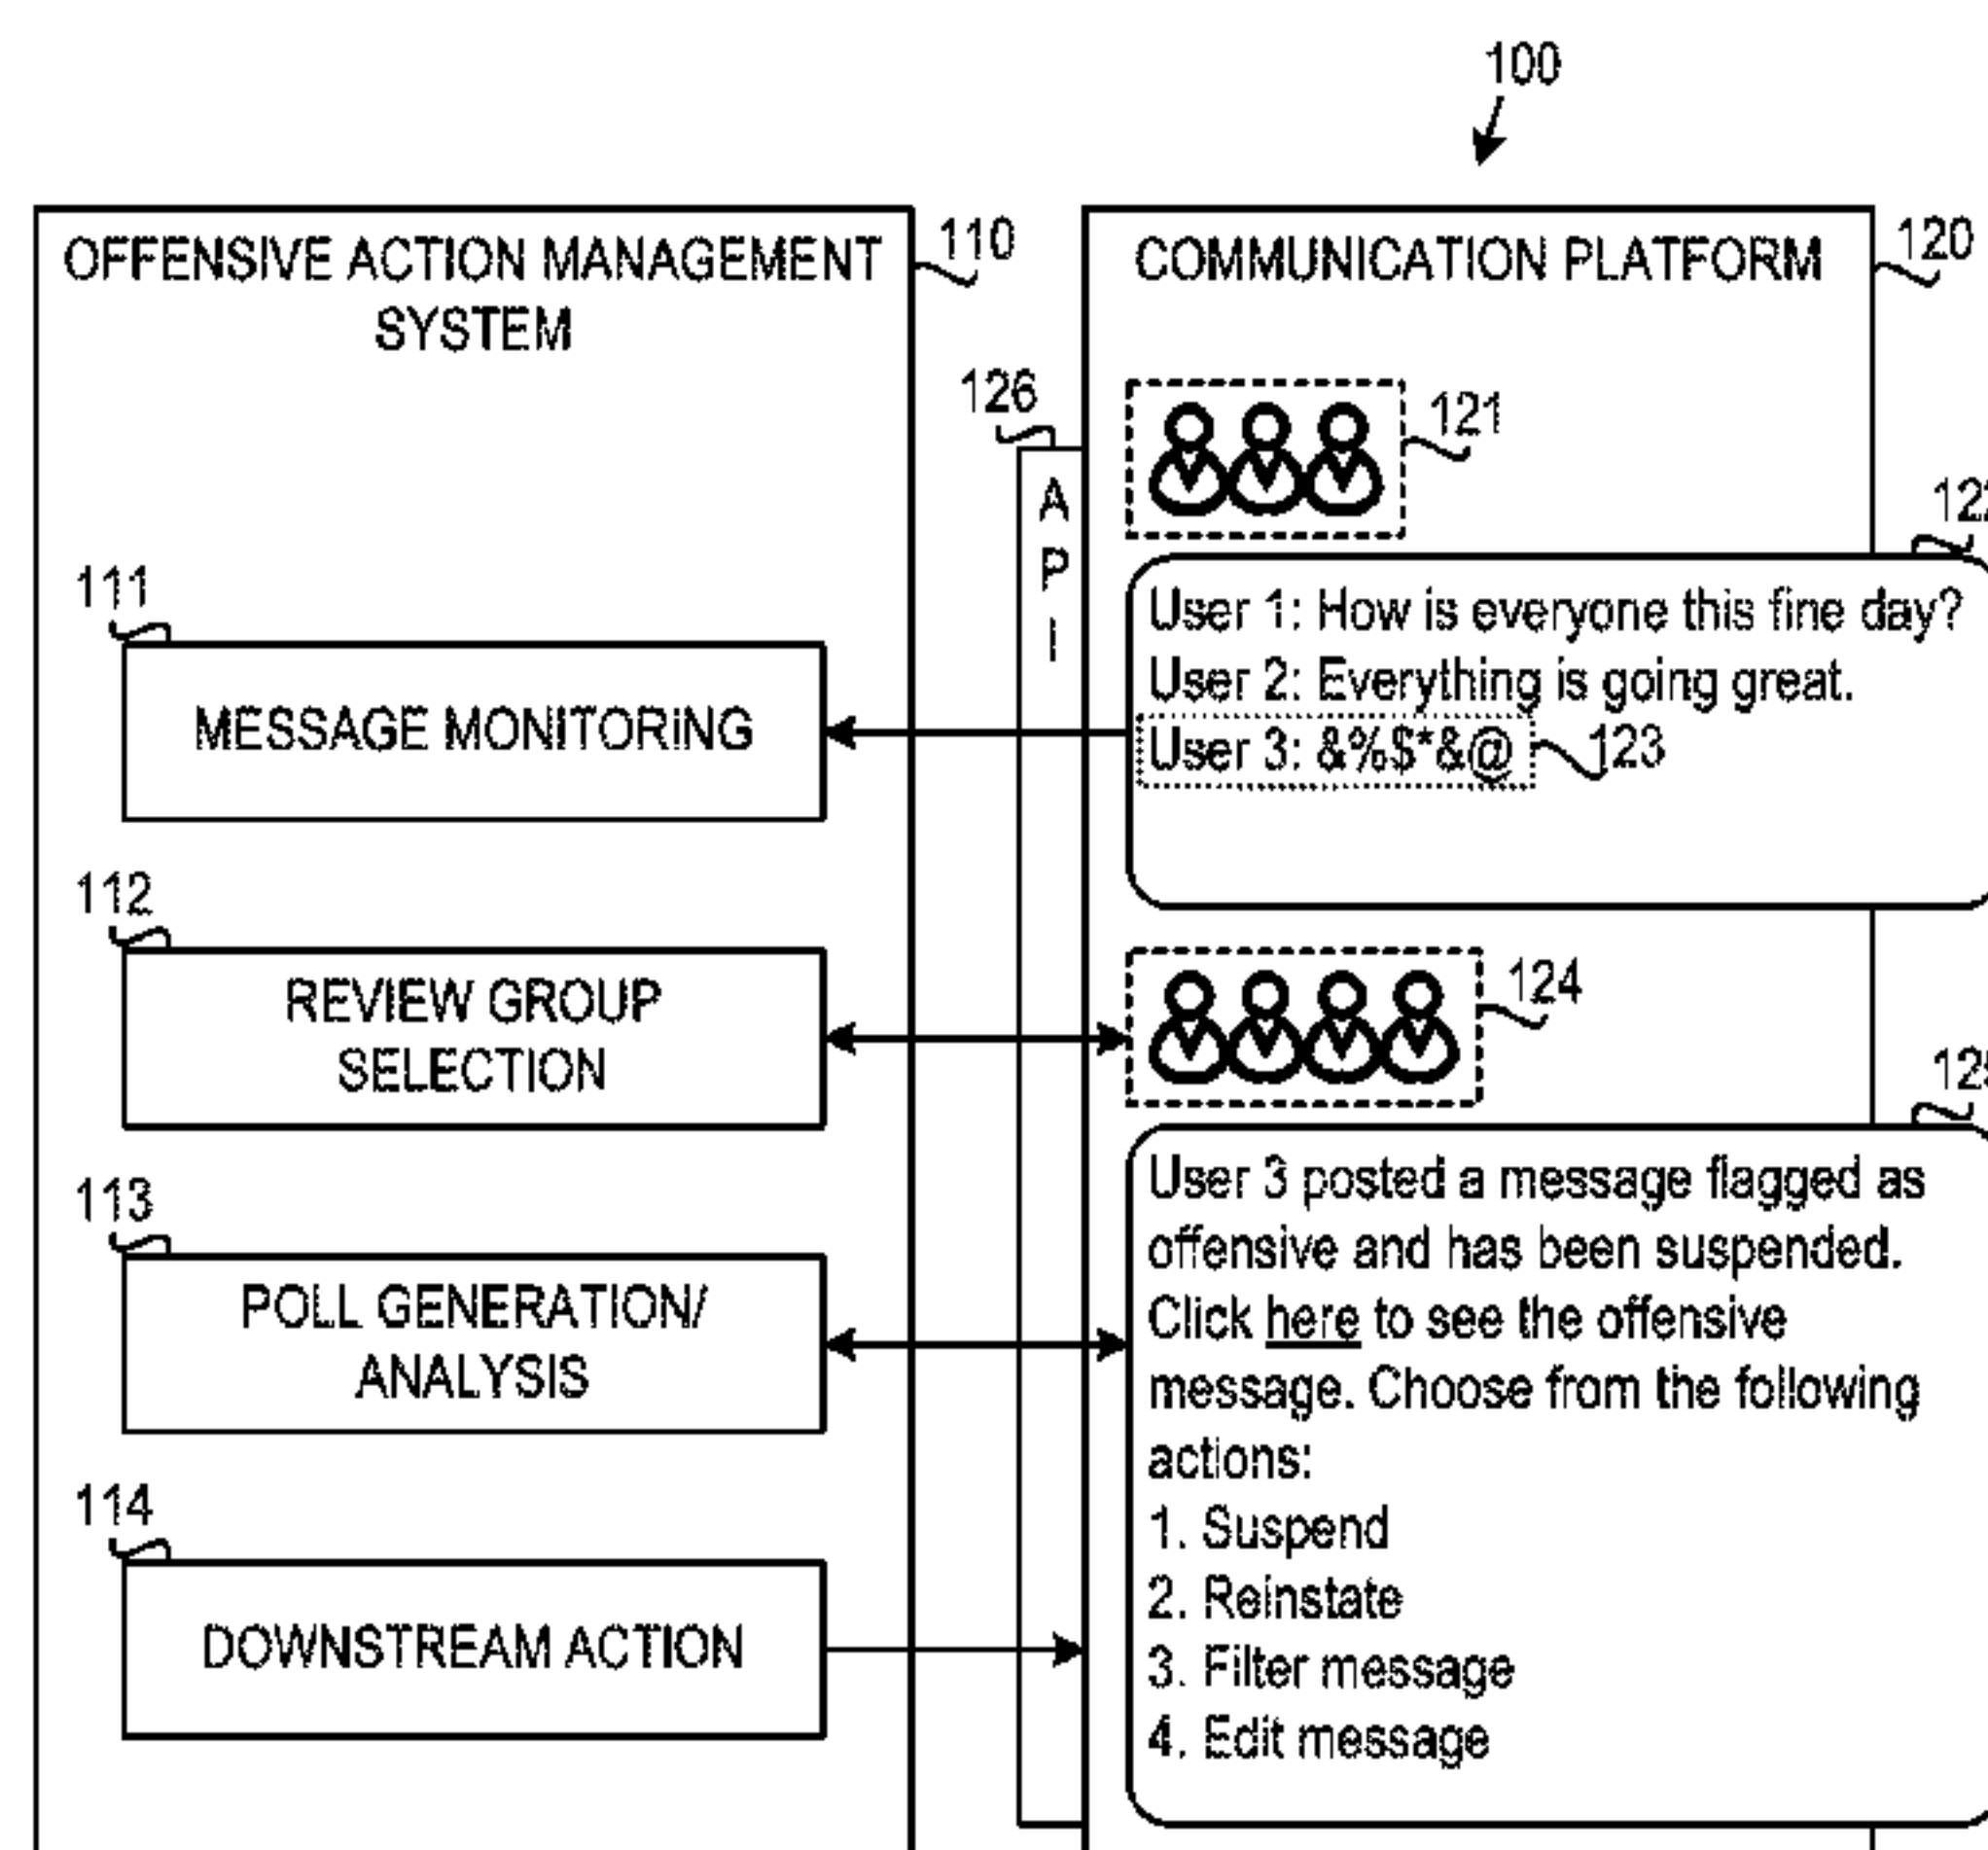 100
OFFENSIVE ACTION MANAGEMENT
SYSTEM
110
111
MESSAGE MONITORING
112
REVIEW GROUP
SELECTION
113
POLL GENERATION/
ANALYSIS
114
DOWNSTREAM ACTION
126
API
COMMUNICATION PLATFORM
120
121
User 1: How is everyone this fine day?
User 2: Everything is going great.
User 3: &%$*&@
123
124
User 3 posted a message flagged as
offensive and has been suspended.
Click here to see the offensive
message. Choose from the following
actions:
1. Suspend
2. Reinstate
3. Filter message
4. Edit message